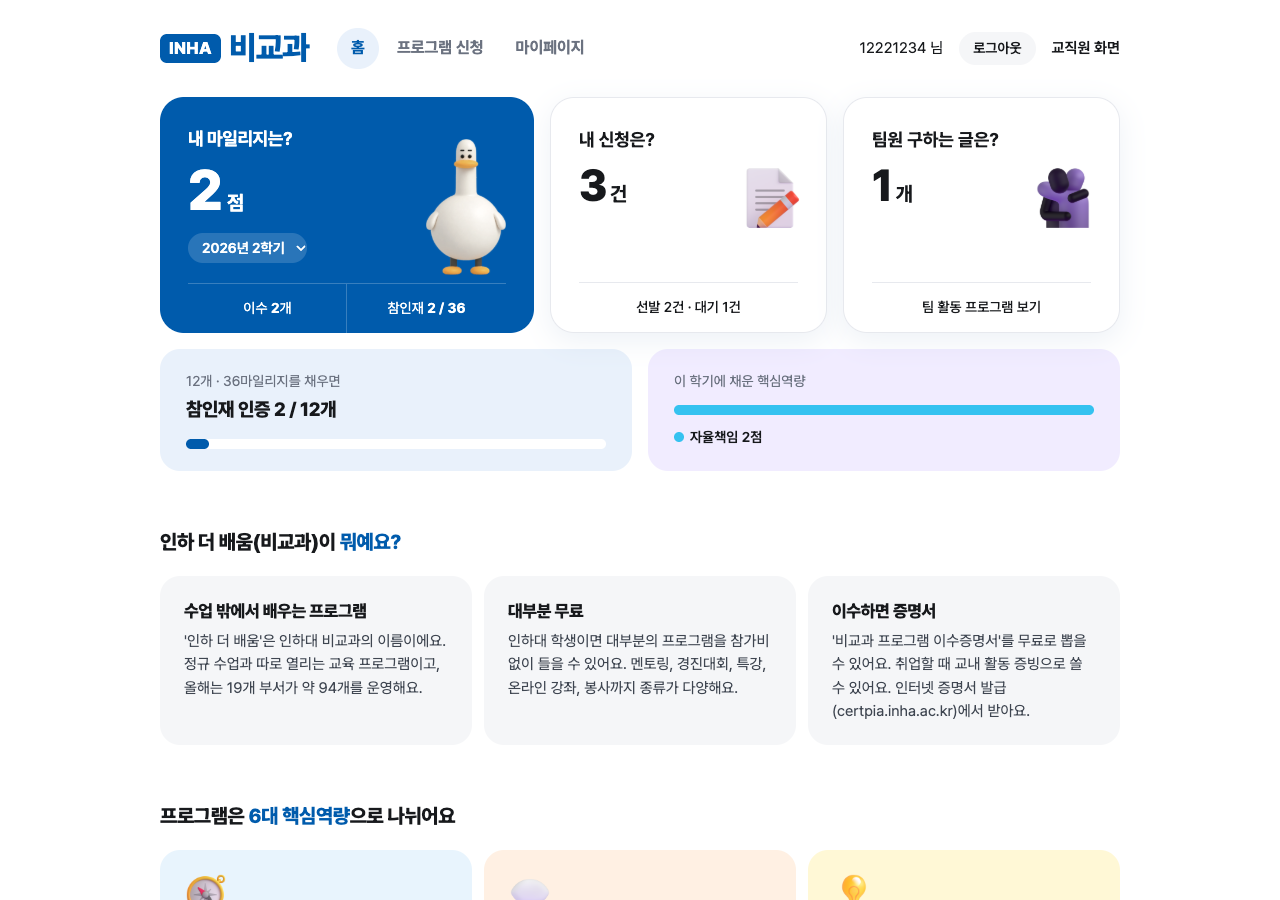 INHA 비교과 홈 프로그램 신청 마이페이지 12221234 님 로그아웃 교직원 화면
내 마일리지는?
2 점
2026년 2학기
이수 2개
참인재 2 / 36
내 신청은?
3 건
선발 2건 · 대기 1건
팀원 구하는 글은?
1 개
팀 활동 프로그램 보기
12개 · 36마일리지를 채우면
참인재 인증 2 / 12개
이 학기에 채운 핵심역량
자율책임 2점
인하 더 배움(비교과)이 뭐예요?
수업 밖에서 배우는 프로그램
'인하 더 배움'은 인하대 비교과의 이름이에요.
정규 수업과 따로 열리는 교육 프로그램이고,
올해는 19개 부서가 약 94개를 운영해요.
대부분 무료
인하대 학생이면 대부분의 프로그램을 참가비
없이 들을 수 있어요. 멘토링, 경진대회, 특강,
온라인 강좌, 봉사까지 종류가 다양해요.
이수하면 증명서
'비교과 프로그램 이수증명서'를 무료로 뽑을
수 있어요. 취업할 때 교내 활동 증빙으로 쓸
수 있어요. 인터넷 증명서 발급
(certpia.inha.ac.kr)에서 받아요.
프로그램은 6대 핵심역량으로 나뉘어요